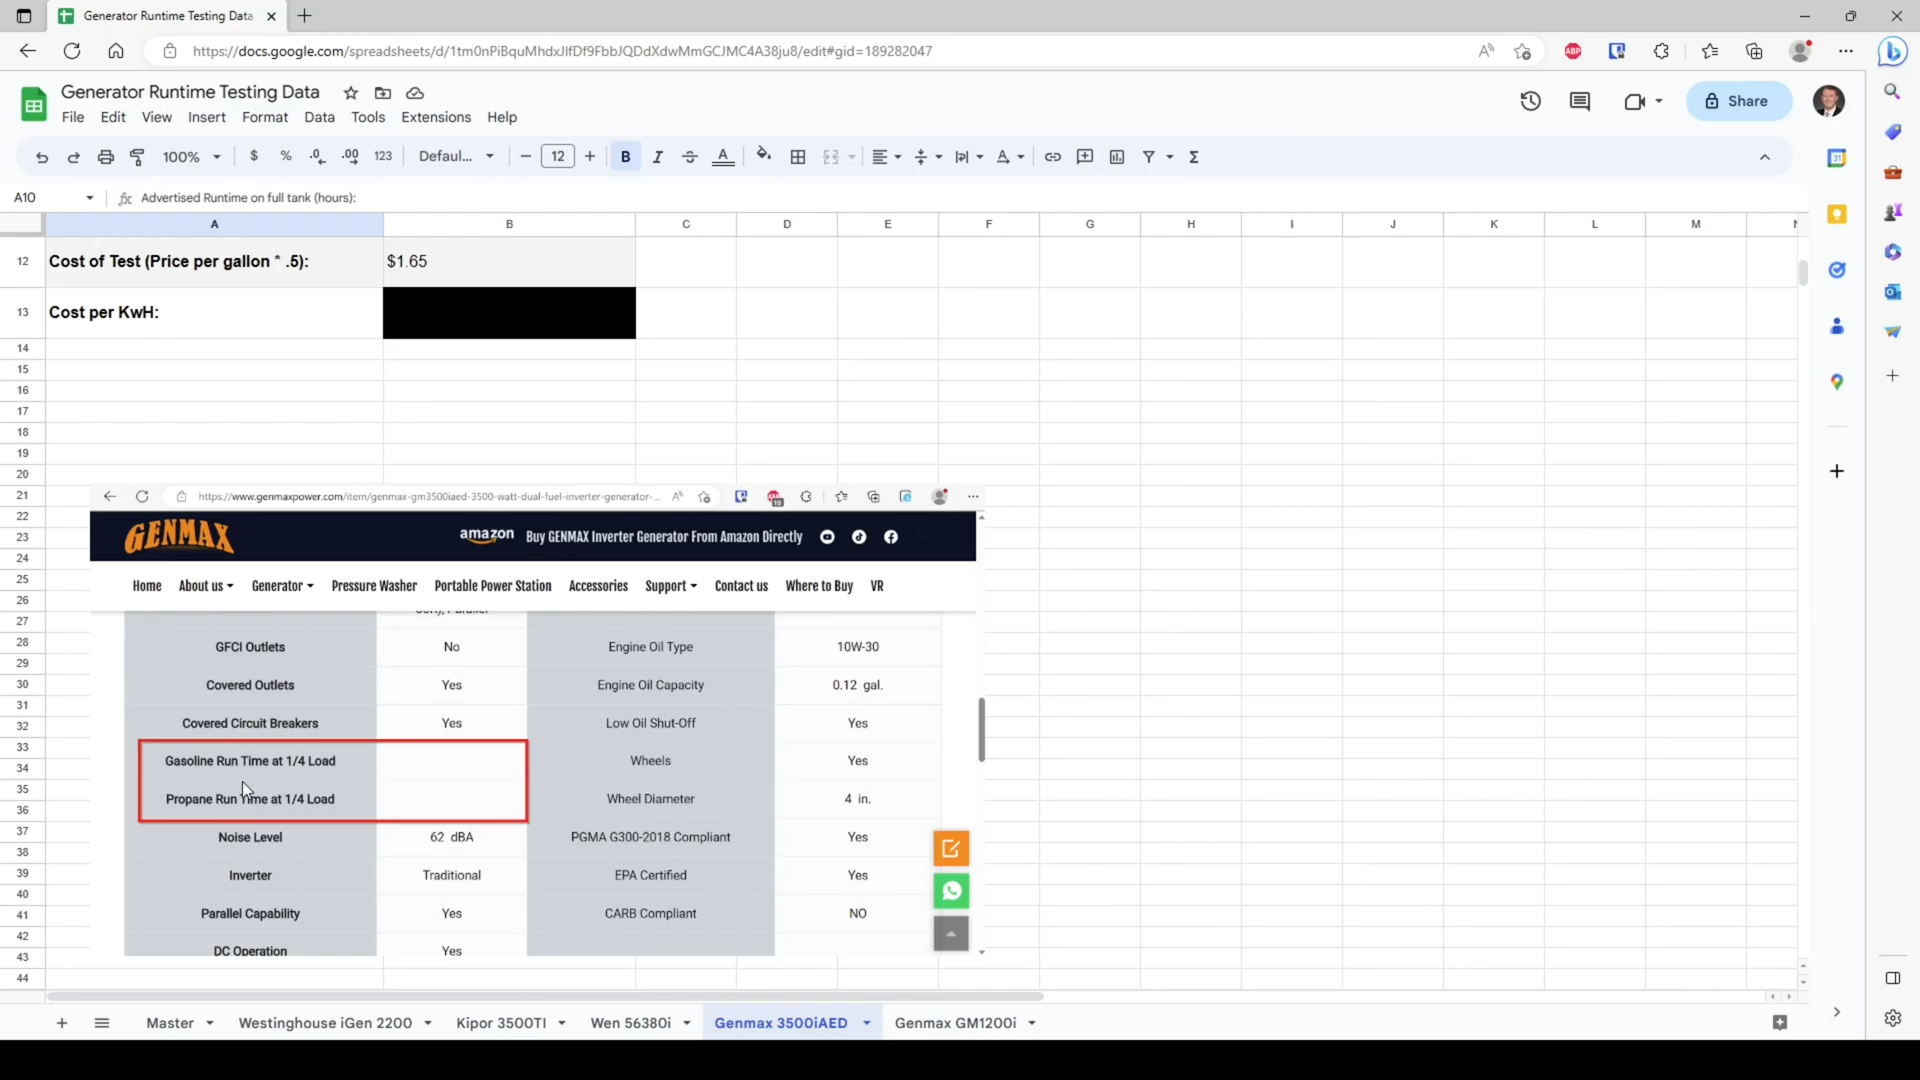 Generator Runtime Testing Data
https://docs.google.com/spreadsheets/d/1tm0nPiBquMhdxJlfDf9FbbJQDdXdwMmGCJMC4A38ju8/edit#gid=189282047
ABP
Generator Runtime Testing Data
Share
File Edit View Insert Format Data Tools Extensions Help
100% $ % .0 .00 123 Defaul... 12 B I A
A10 fx Advertised Runtime on full tank (hours):
A B C D E F G H I J K L M
12 Cost of Test (Price per gallon * .5): $1.65
13 Cost per KwH:
14
15
16
17
18
19
20
21
22
23
24
25
26
27
28
29
30
31
32
33
34
35
36
37
38
39
40
41
42
43
44
https://www.genmaxpower.com/item/genmax-gm3500iaed-3500-watt-dual-fuel-inverter-generator-...
GENMAX amazon Buy GENMAX Inverter Generator From Amazon Directly
Home About us Generator Pressure Washer Portable Power Station Accessories Support Contact us Where to Buy VR
GFCI Outlets No Engine Oil Type 10W-30
Covered Outlets Yes Engine Oil Capacity 0.12 gal.
Covered Circuit Breakers Yes Low Oil Shut-Off Yes
Gasoline Run Time at 1/4 Load Wheels Yes
Propane Run Time at 1/4 Load Wheel Diameter 4 in.
Noise Level 62 dBA PGMA G300-2018 Compliant Yes
Inverter Traditional EPA Certified Yes
Parallel Capability Yes CARB Compliant NO
DC Operation Yes
Master Westinghouse iGen 2200 Kipor 3500TI Wen 56380i Genmax 3500iAED Genmax GM1200i